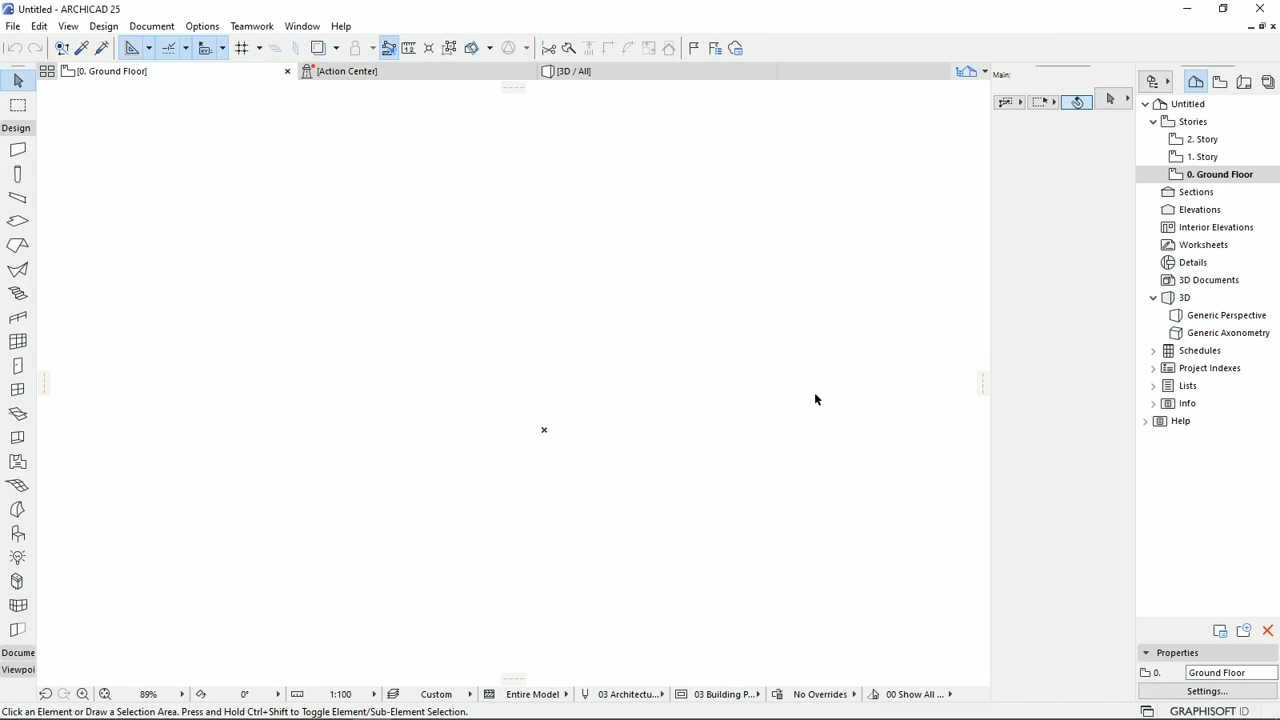 Untitled - ARCHICAD 25
File Edit View Design Document Options Teamwork Window Help
[0. Ground Floor]
[Action Center]
[3D / All]
Main:
Design
Docume
Viewpoi
Untitled
Stories
2. Story
1. Story
0. Ground Floor
Sections
Elevations
Interior Elevations
Worksheets
Details
3D Documents
3D
Generic Perspective
Generic Axonometry
Schedules
Project Indexes
Lists
Info
Help
Properties
0. Ground Floor
Settings...
89% 0° 1:100 Custom Entire Model 03 Architectu... 03 Building P... No Overrides 00 Show All ...
Click an Element or Draw a Selection Area. Press and Hold Ctrl+Shift to Toggle Element/Sub-Element Selection.
GRAPHISOFT ID